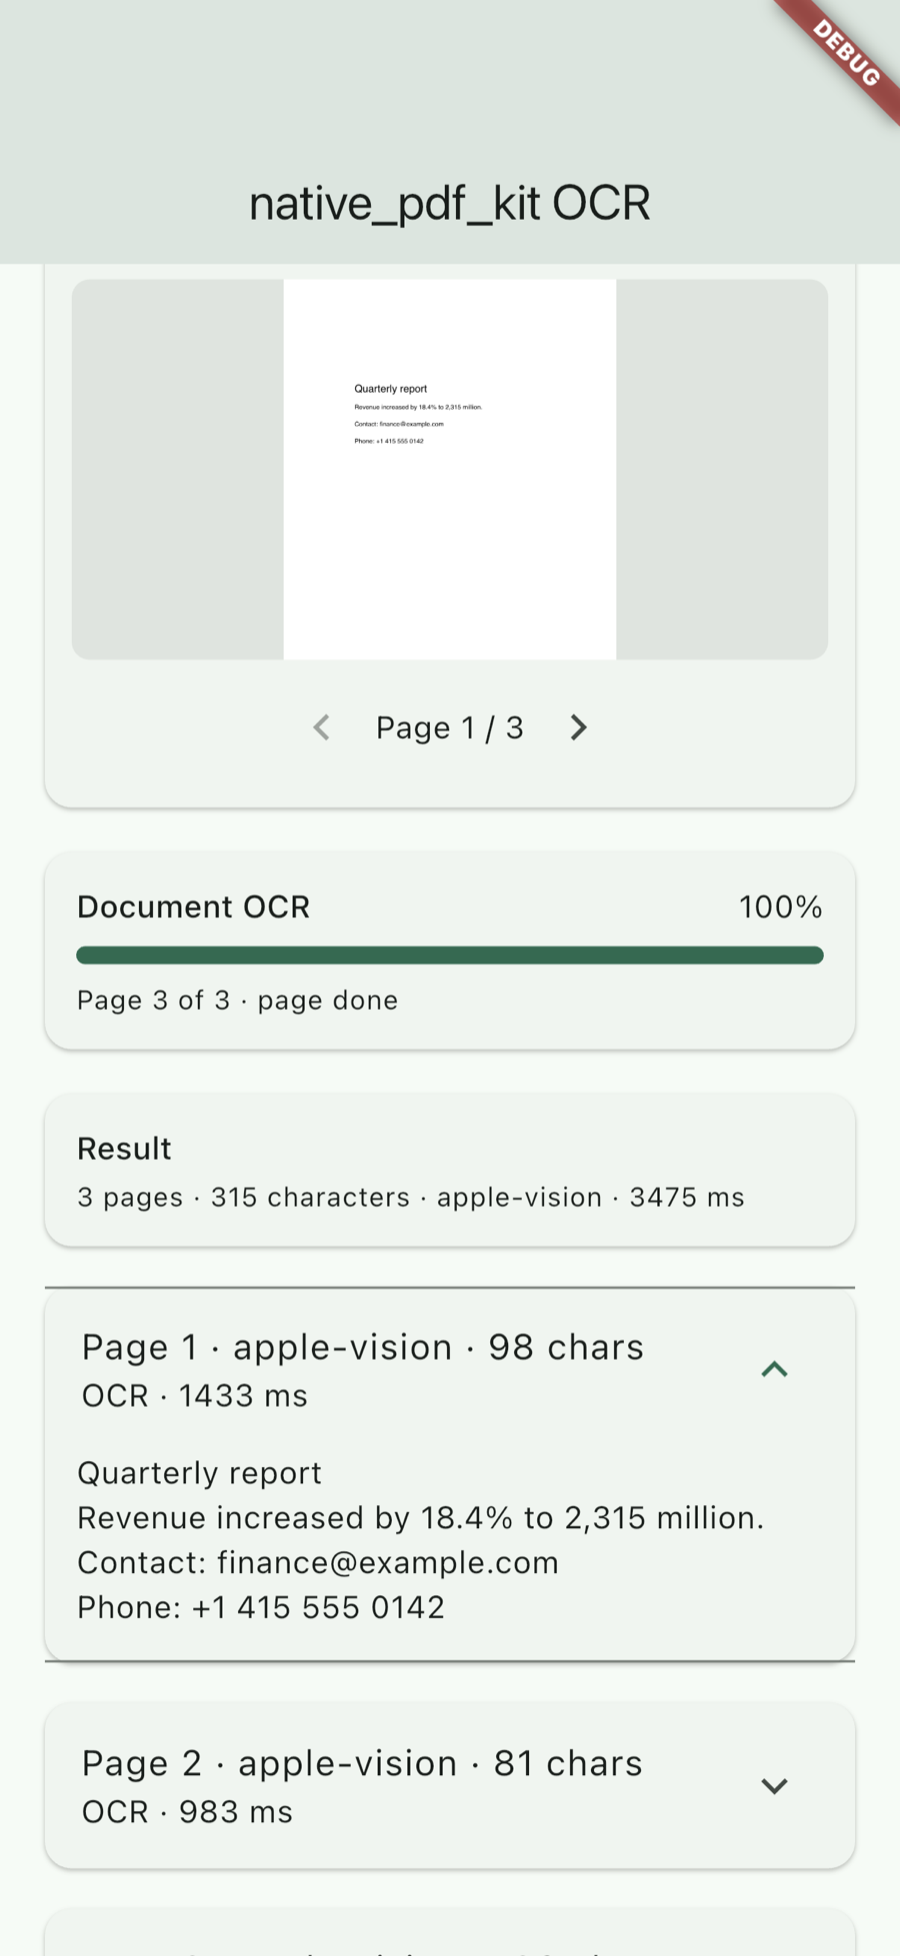 DEBUG
native_pdf_kit OCR
Quarterly report
Revenue increased by 18.4% to 2,315 million.
Contact: finance@example.com
Phone: +1 415 555 0142
Page 1 / 3
Document OCR 100%
Page 3 of 3 · page done
Result
3 pages · 315 characters · apple-vision · 3475 ms
Page 1 · apple-vision · 98 chars
OCR · 1433 ms
Quarterly report
Revenue increased by 18.4% to 2,315 million.
Contact: finance@example.com
Phone: +1 415 555 0142
Page 2 · apple-vision · 81 chars
OCR · 983 ms